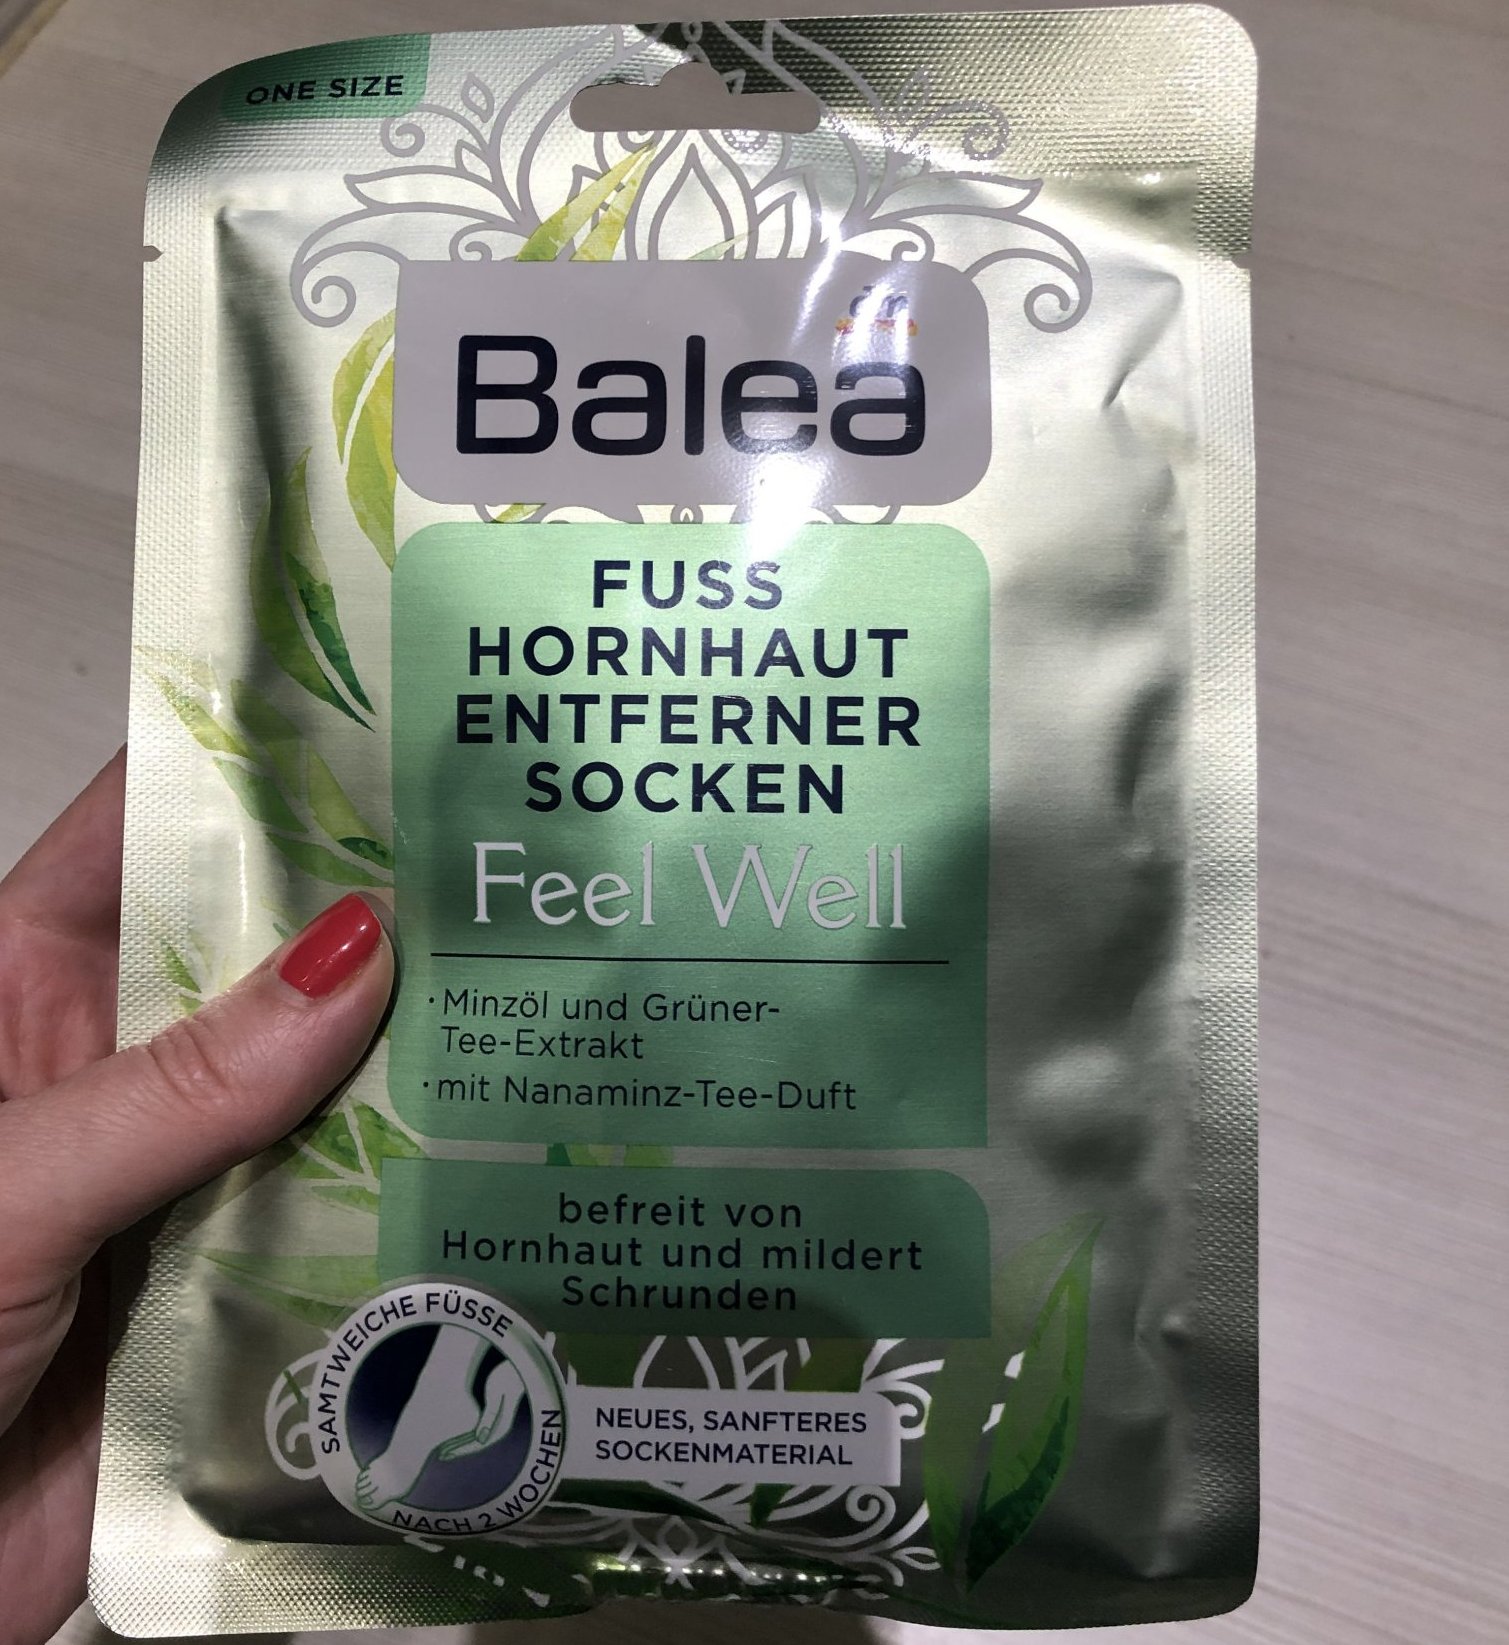 ONE SIZE
dm
Balea
FUSS
HORNHAUT
ENTFERNER
SOCKEN
Feel Well
· Minzöl und Grüner-
Tee-Extrakt
· mit Nanaminz-Tee-Duft
befreit von
Hornhaut und mildert
Schrunden
SAMTWEICHE FÜSSE
NACH 2 WOCHEN
NEUES, SANFTERES
SOCKENMATERIAL